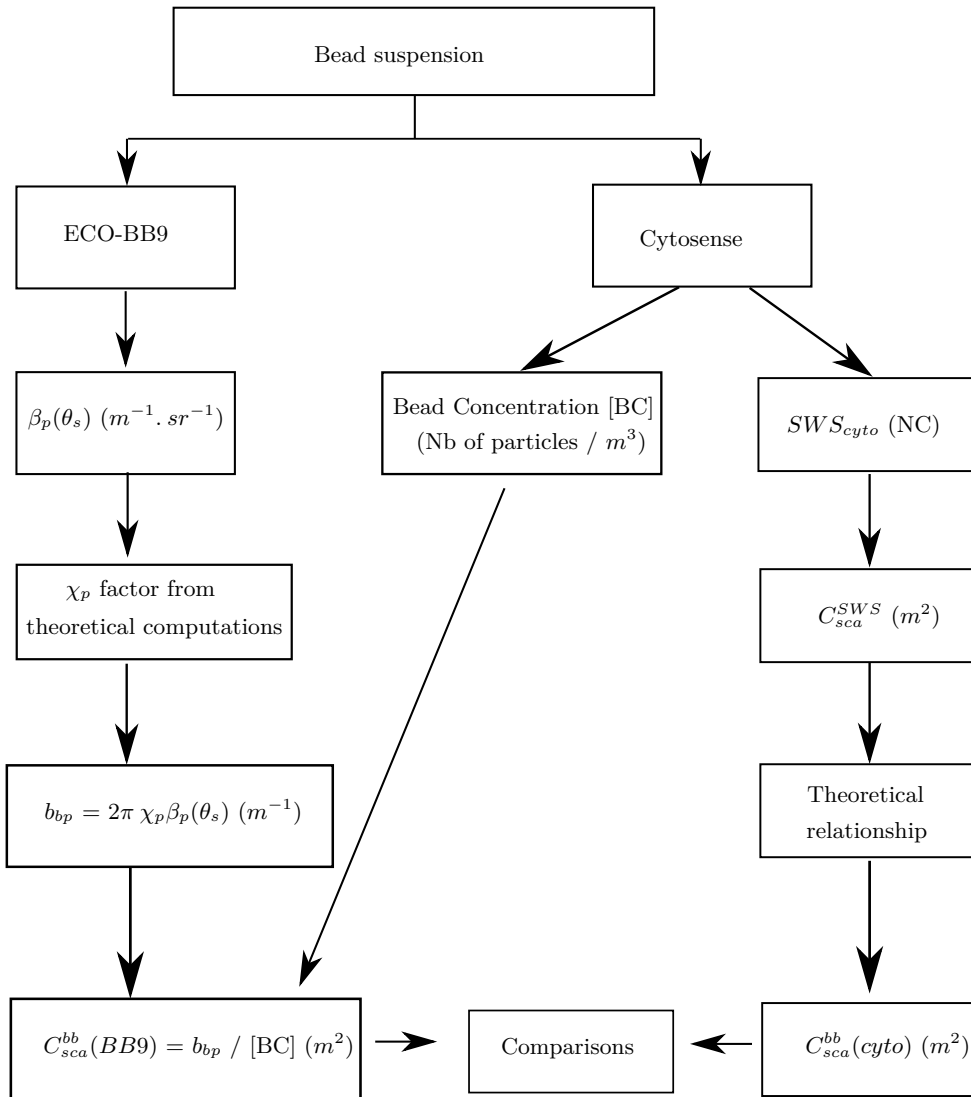 Bead suspension
ECO-BB9
Cytosense
β_p(θ_s) (m^{-1}. sr^{-1})
Bead Concentration [BC]
(Nb of particles / m^3)
SWS_{cyto} (NC)
χ_p factor from
theoretical computations
C_{sca}^{SWS} (m^2)
b_{bp} = 2π χ_pβ_p(θ_s) (m^{-1})
Theoretical
relationship
C_{sca}^{bb}(BB9) = b_{bp} / [BC] (m^2)
Comparisons
C_{sca}^{bb}(cyto) (m^2)